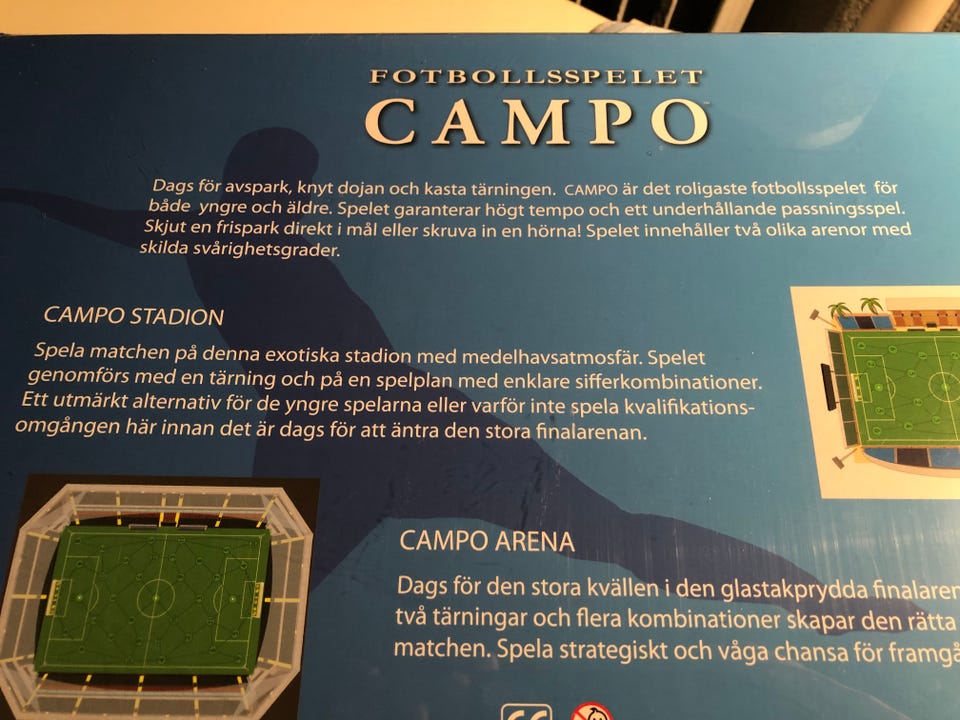 FOTBOLLSSPELET
CAMPO™
Dags för avspark, knyt dojan och kasta tärningen. CAMPO är det roligaste fotbollsspelet för
både yngre och äldre. Spelet garanterar högt tempo och ett underhållande passningsspel.
Skjut en frispark direkt i mål eller skruva in en hörna! Spelet innehåller två olika arenor med
skilda svårighetsgrader.
CAMPO STADION
Spela matchen på denna exotiska stadion med medelhavsatmosfär. Spelet
genomförs med en tärning och på en spelplan med enklare sifferkombinationer.
Ett utmärkt alternativ för de yngre spelarna eller varför inte spela kvalifikations-
omgången här innan det är dags för att äntra den stora finalarenan.
CAMPO ARENA
Dags för den stora kvällen i den glastakprydda
två tärningar och flera kombinationer skapar den rätta
matchen. Spela strategiskt och våga chansa för
CE